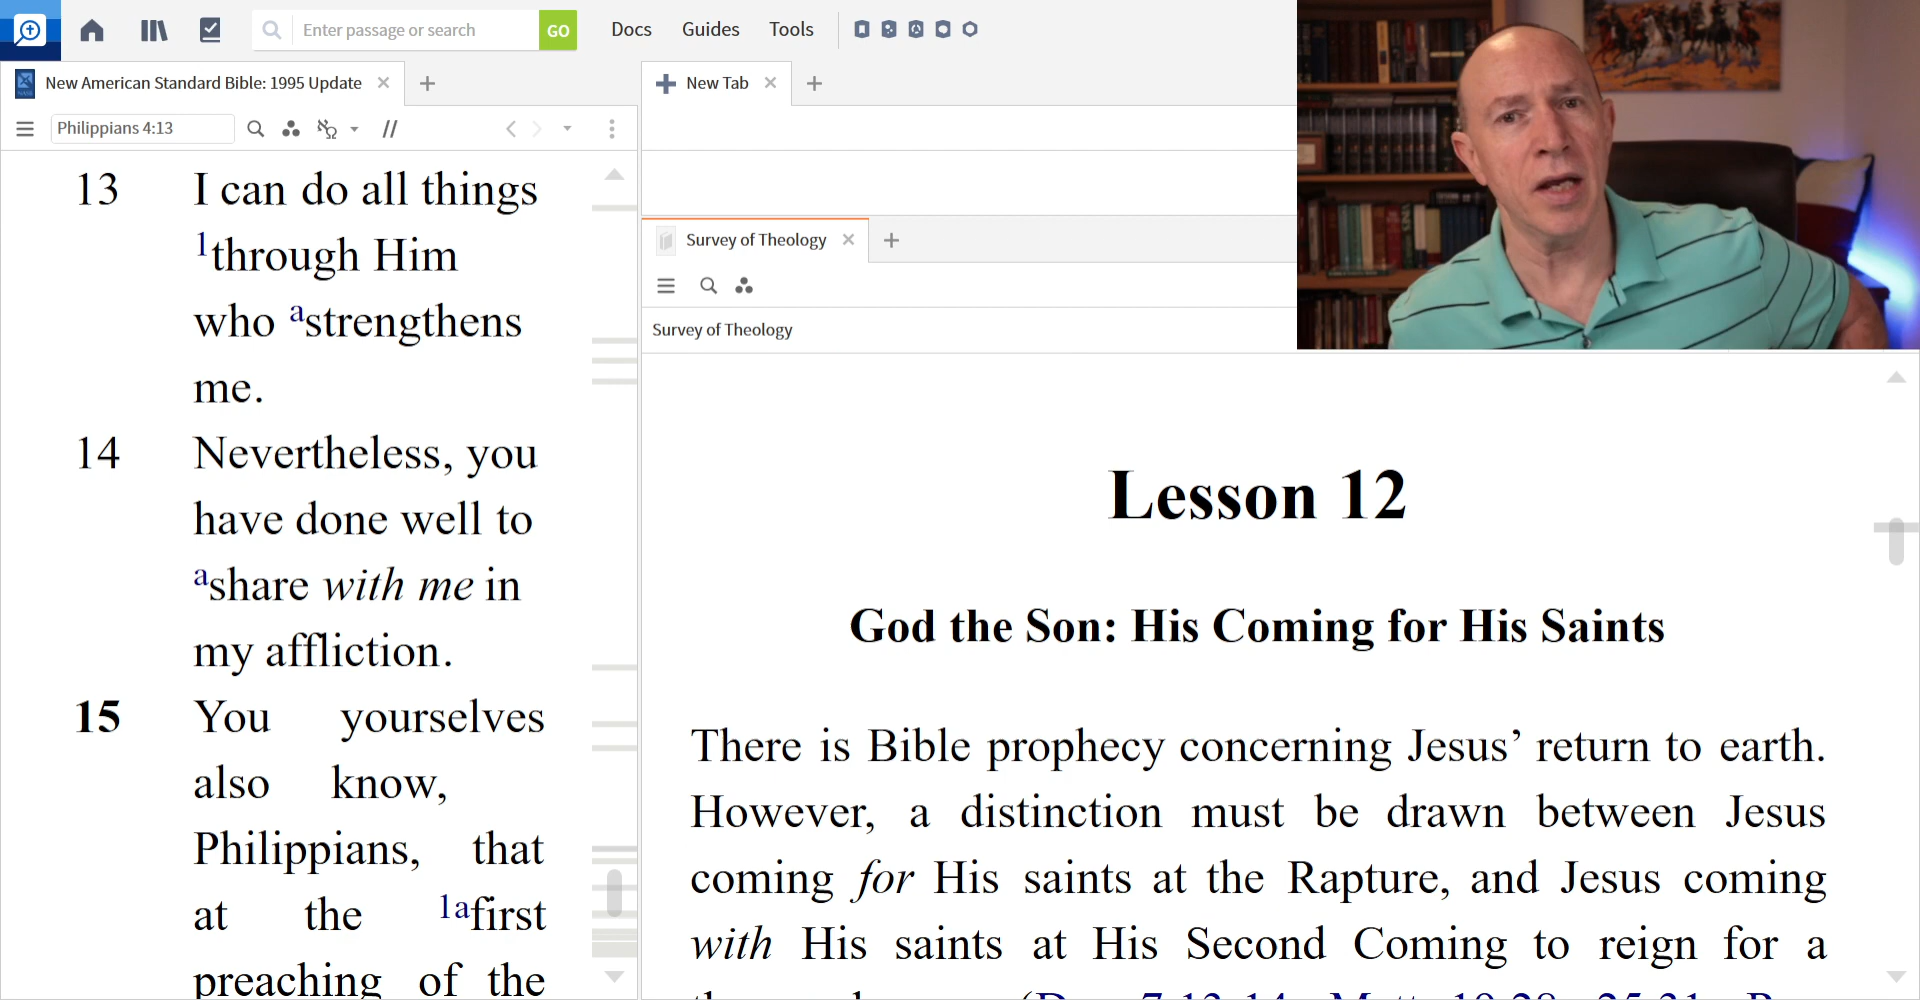 Enter passage or search
GO
Docs
Guides
Tools
New American Standard Bible: 1995 Update
Philippians 4:13
13 I can do all things
1through Him
who astrengthens
me.
14 Nevertheless, you
have done well to
ashare with me in
my affliction.
15 You yourselves
also know,
Philippians, that
at the 1afirst
preaching of the
New Tab
Survey of Theology
Survey of Theology
Lesson 12
God the Son: His Coming for His Saints
There is Bible prophecy concerning Jesus’ return to earth.
However, a distinction must be drawn between Jesus
coming for His saints at the Rapture, and Jesus coming
with His saints at His Second Coming to reign for a